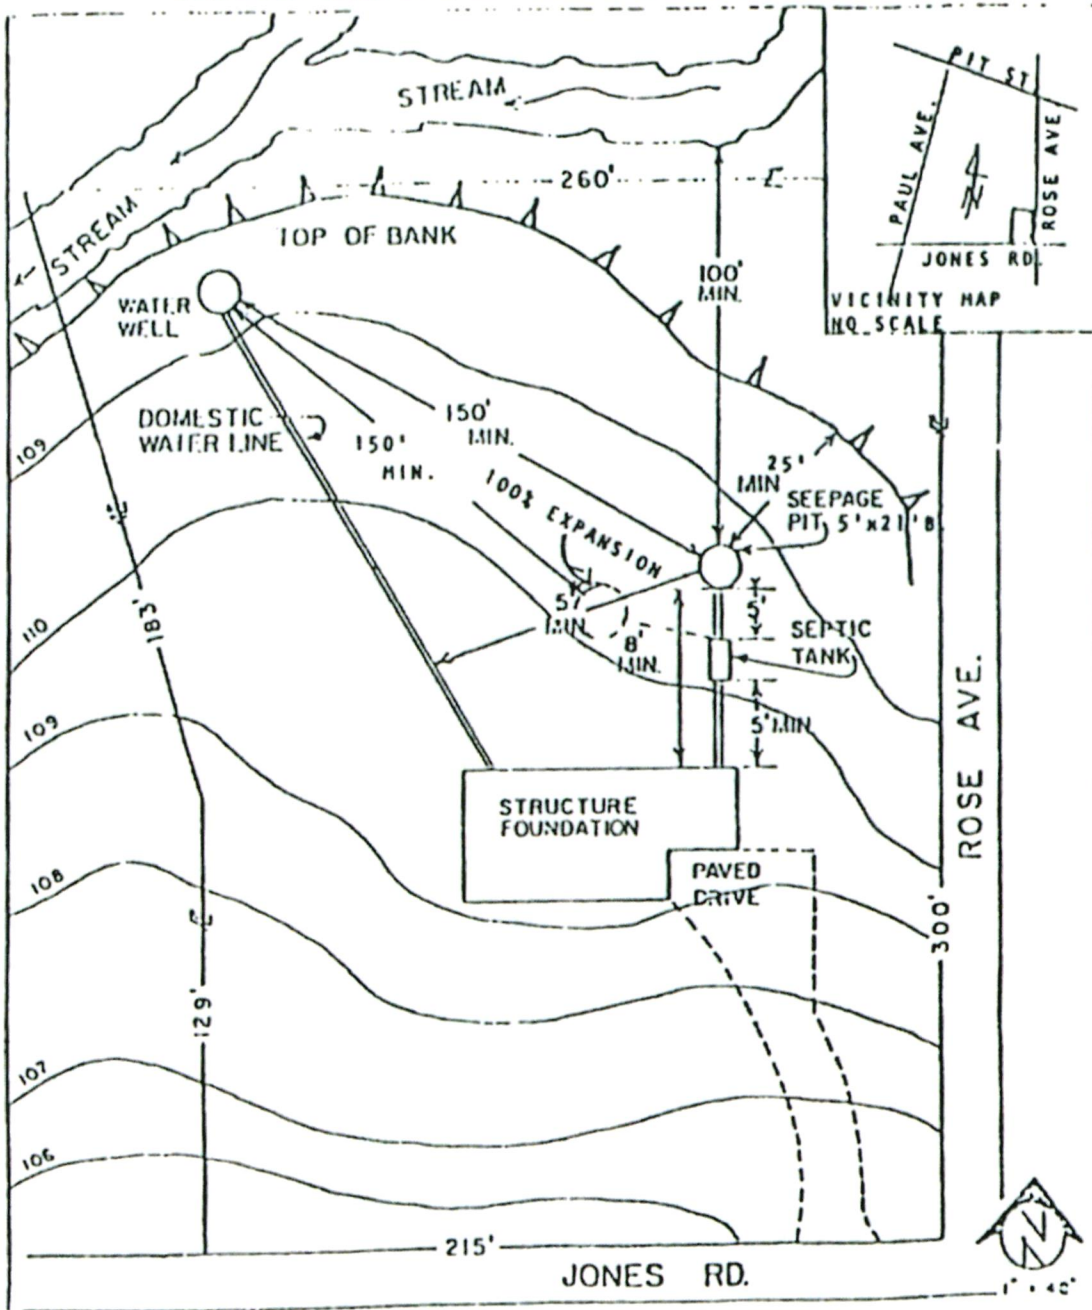 STREAM
PIT ST.
PAUL AVE.
ROSE AVE.
N
JONES RD.
VICINITY MAP
NO SCALE
260'
STREAM
TOP OF BANK
100'
MIN.
WATER
WELL
DOMESTIC
WATER LINE
150'
MIN.
150'
MIN.
100% EXPANSION
25'
MIN
SEEPAGE
PIT 5'x21'B
109
110
183'
5'
MIN
8'
MIN.
5'
SEPTIC
TANK
5'MIN
109
STRUCTURE
FOUNDATION
PAVED
DRIVE
ROSE AVE.
300'
108
129'
107
106
215'
JONES RD.
N
1" = 40'